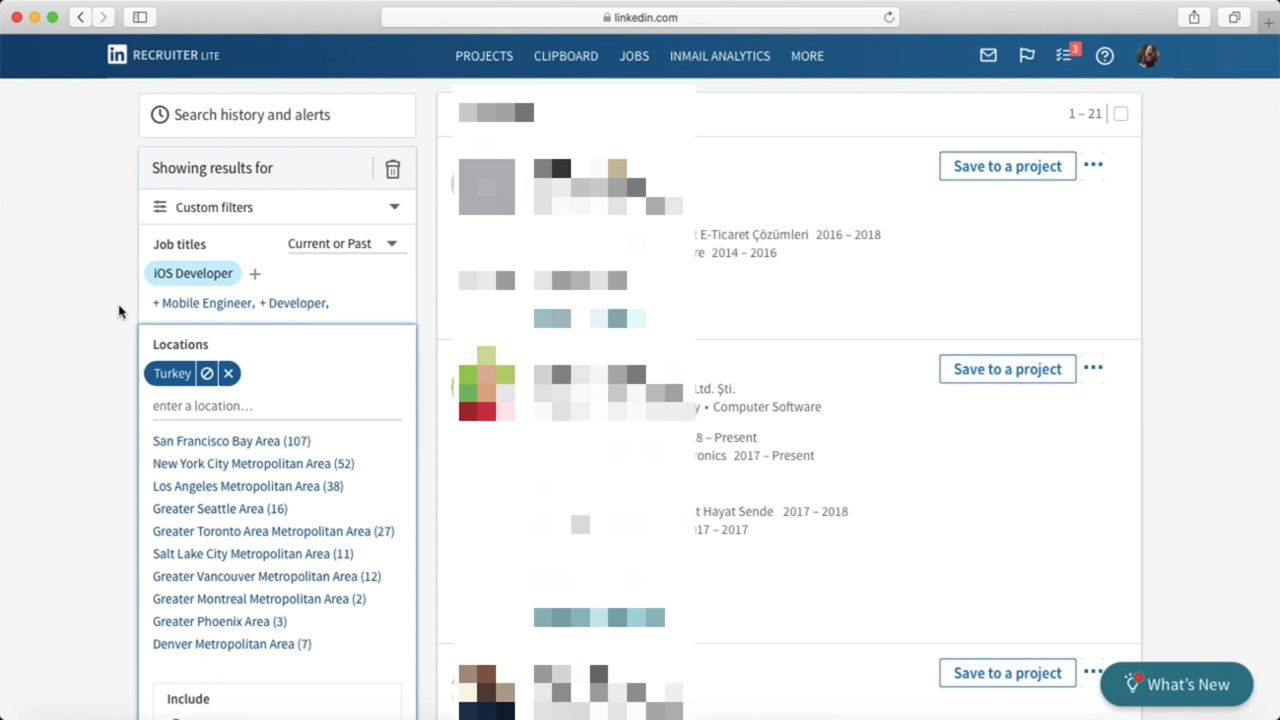 linkedin.com
in RECRUITER LITE
PROJECTS CLIPBOARD JOBS INMAIL ANALYTICS MORE
3
Search history and alerts
Showing results for
Custom filters
Job titles Current or Past
iOS Developer +
+ Mobile Engineer, + Developer,
Locations
Turkey
enter a location...
San Francisco Bay Area (107)
New York City Metropolitan Area (52)
Los Angeles Metropolitan Area (38)
Greater Seattle Area (16)
Greater Toronto Area Metropolitan Area (27)
Salt Lake City Metropolitan Area (11)
Greater Vancouver Metropolitan Area (12)
Greater Montreal Metropolitan Area (2)
Greater Phoenix Area (3)
Denver Metropolitan Area (7)
Include
1 – 21
Save to a project
E-Ticaret Çözümleri 2016 – 2018
2014 – 2016
Save to a project
Ltd. Şti.
• Computer Software
– Present
2017 – Present
Hayat Sende 2017 – 2018
– 2017
Save to a project
What's New